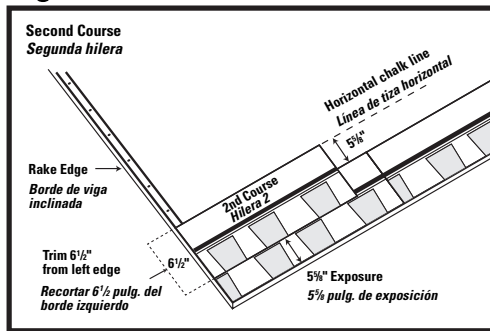 Second Course
Segunda hilera
Horizontal chalk line
Línea de tiza horizontal
5⅝"
Rake Edge
Borde de viga
inclinada
2nd Course
Hilera 2
Trim 6½"
from left edge
Recortar 6½ pulg. del
borde izquierdo
6½"
5⅝" Exposure
5⅝ pulg. de exposición